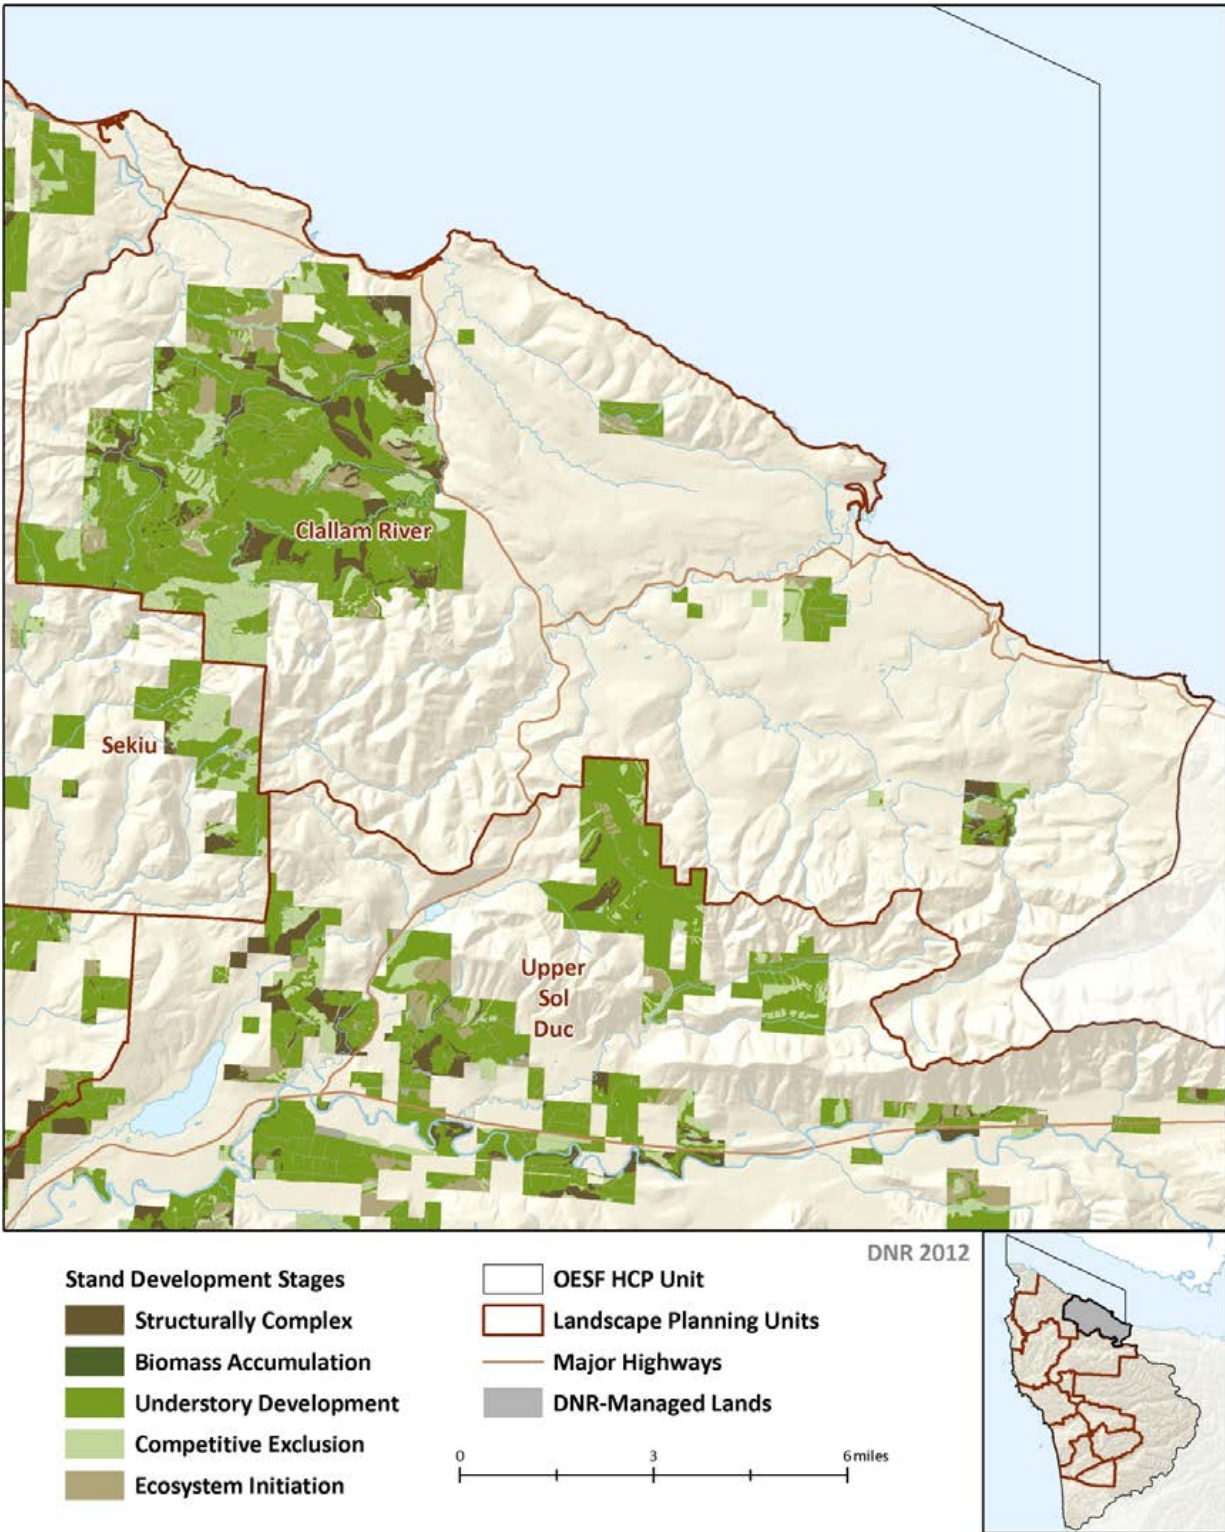 Clallam River
Sekiu
Upper
Sol
Duc
DNR 2012
Stand Development Stages
Structurally Complex
Biomass Accumulation
Understory Development
Competitive Exclusion
Ecosystem Initiation
OESF HCP Unit
Landscape Planning Units
Major Highways
DNR-Managed Lands
0 3 6 miles